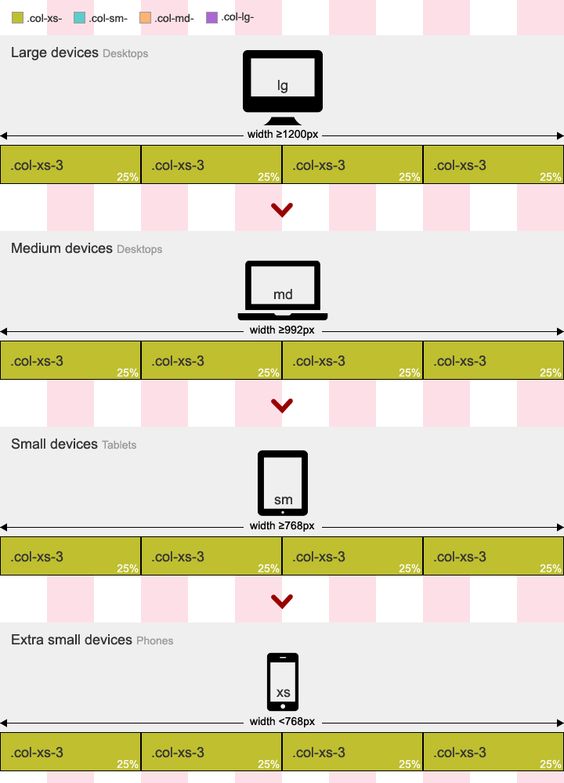 .col-xs- .col-sm- .col-md- .col-lg-
Large devices Desktops
lg
width ≥1200px
.col-xs-3 25% .col-xs-3 25% .col-xs-3 25% .col-xs-3 25%
Medium devices Desktops
md
width ≥992px
.col-xs-3 25% .col-xs-3 25% .col-xs-3 25% .col-xs-3 25%
Small devices Tablets
sm
width ≥768px
.col-xs-3 25% .col-xs-3 25% .col-xs-3 25% .col-xs-3 25%
Extra small devices Phones
xs
width <768px
.col-xs-3 25% .col-xs-3 25% .col-xs-3 25% .col-xs-3 25%